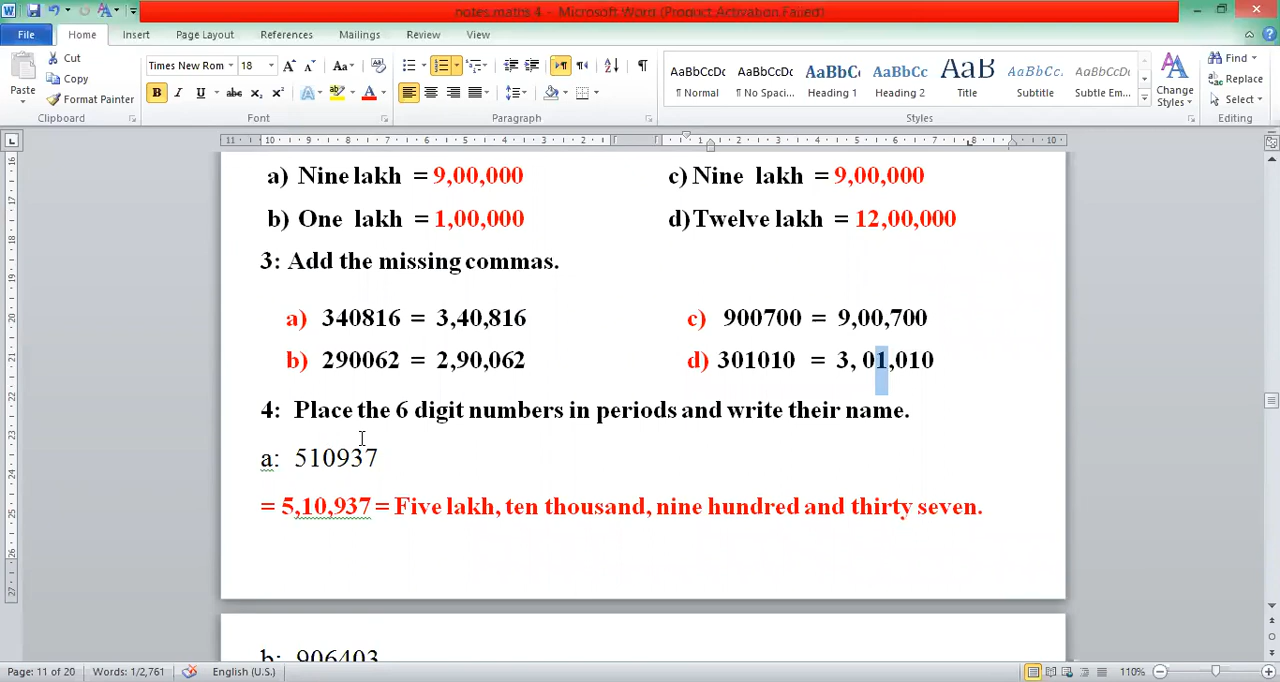 notes.maths 4 - Microsoft Word (Product Activation Failed)
File Home Insert Page Layout References Mailings Review View
Paste Cut Copy Format Painter
Times New Rom 18
AaBbCcDc AaBbCcDc AaBbC AaBbCc AaB AaBbCc. AaBbCcDc
¶ Normal ¶ No Spaci... Heading 1 Heading 2 Title Subtitle Subtle Em...
Change Styles
Find Replace Select
Clipboard Font Paragraph Styles Editing
a) Nine lakh = 9,00,000 c) Nine lakh = 9,00,000
b) One lakh = 1,00,000 d)Twelve lakh = 12,00,000
3: Add the missing commas.
a) 340816 = 3,40,816 c) 900700 = 9,00,700
b) 290062 = 2,90,062 d) 301010 = 3, 01,010
4: Place the 6 digit numbers in periods and write their name.
a: 510937
= 5,10,937 = Five lakh, ten thousand, nine hundred and thirty seven.
b: 906403
Page: 11 of 20 Words: 1/2,761 English (U.S.) 110%